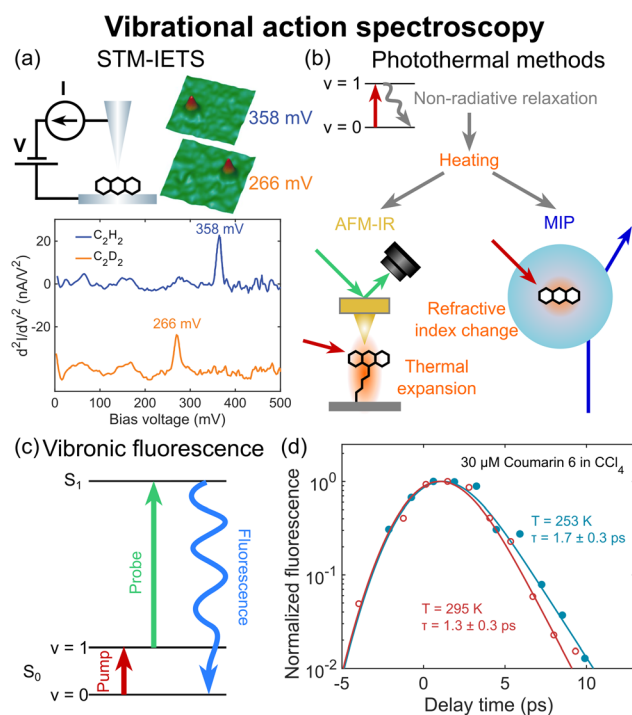 Vibrational action spectroscopy
(a)
STM-IETS
I
V
358 mV
266 mV
C₂H₂
C₂D₂
358 mV
266 mV
20
0
-20
d²I/dV² (nA/V²)
0
100
200
300
400
500
Bias voltage (mV)
(b)
Photothermal methods
v = 1
v = 0
Non-radiative relaxation
Heating
AFM-IR
MIP
Refractive
index change
Thermal
expansion
(c)
Vibronic fluorescence
S₁
Probe
Fluorescence
v = 1
S₀
Pump
v = 0
(d)
30 μM Coumarin 6 in CCl₄
T = 253 K
τ = 1.7 ± 0.3 ps
T = 295 K
τ = 1.3 ± 0.3 ps
Normalized fluorescence
10⁰
10⁻¹
10⁻²
-5
0
5
10
Delay time (ps)